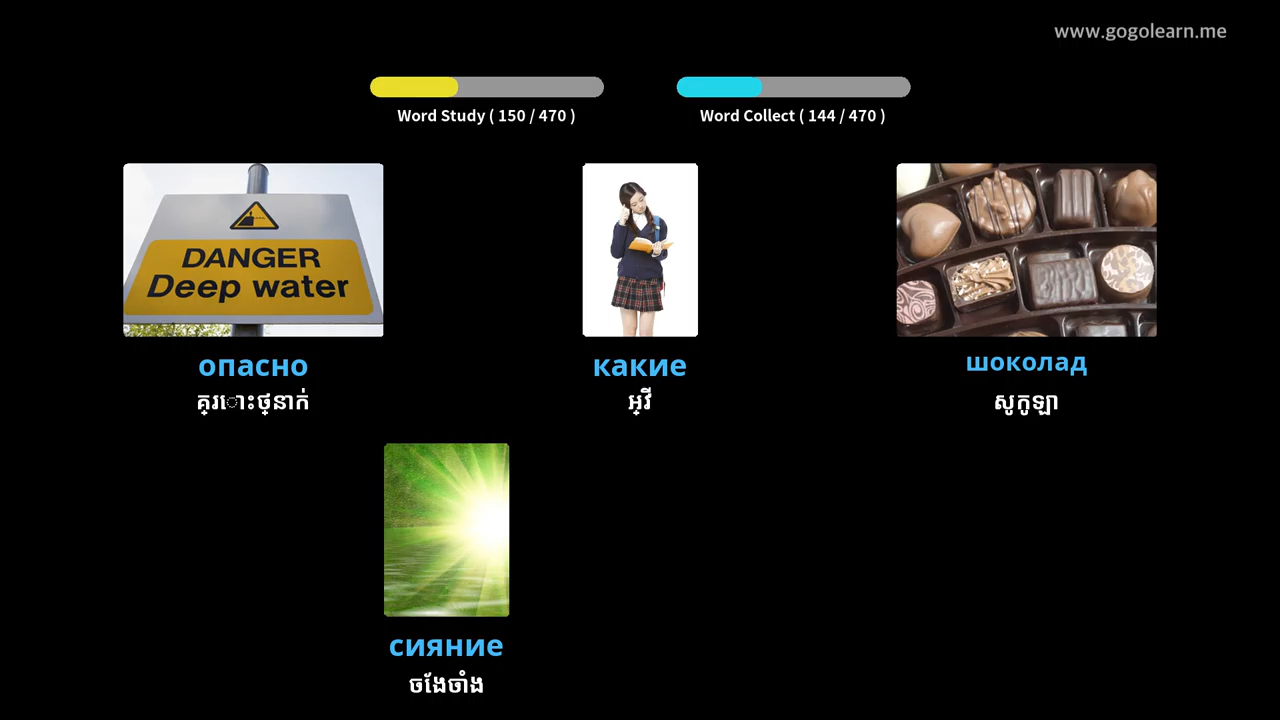 www.gogolearn.me
Word Study ( 150 / 470 )
Word Collect ( 144 / 470 )
DANGER
Deep water
опасно
какие
шоколад
គ្រោះថ្នាក់
អ្វី
សូកូឡា
сияние
ចែងចាំង